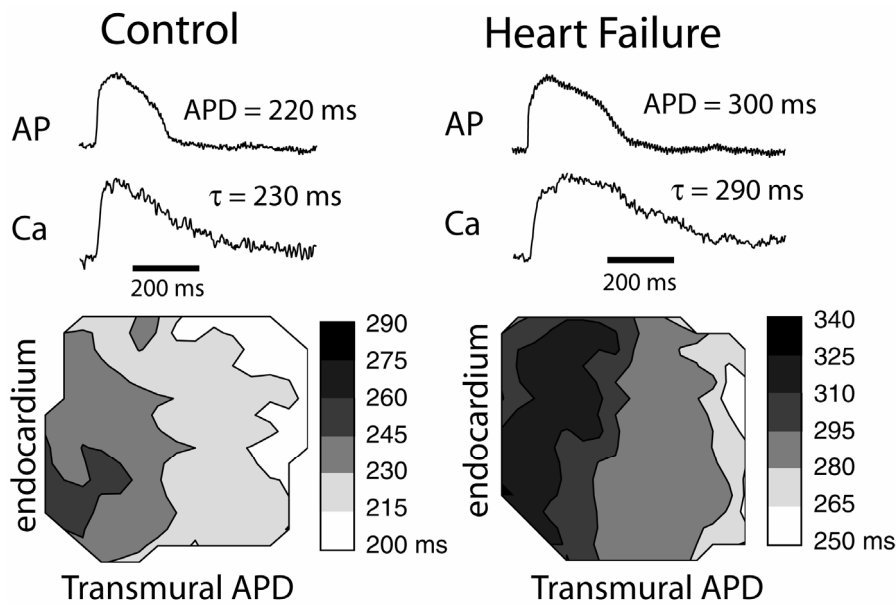 Control
AP
APD = 220 ms
Ca
τ = 230 ms
200 ms
endocardium
290
275
260
245
230
215
200 ms
Transmural APD
Heart Failure
AP
APD = 300 ms
Ca
τ = 290 ms
200 ms
endocardium
340
325
310
295
280
265
250 ms
Transmural APD